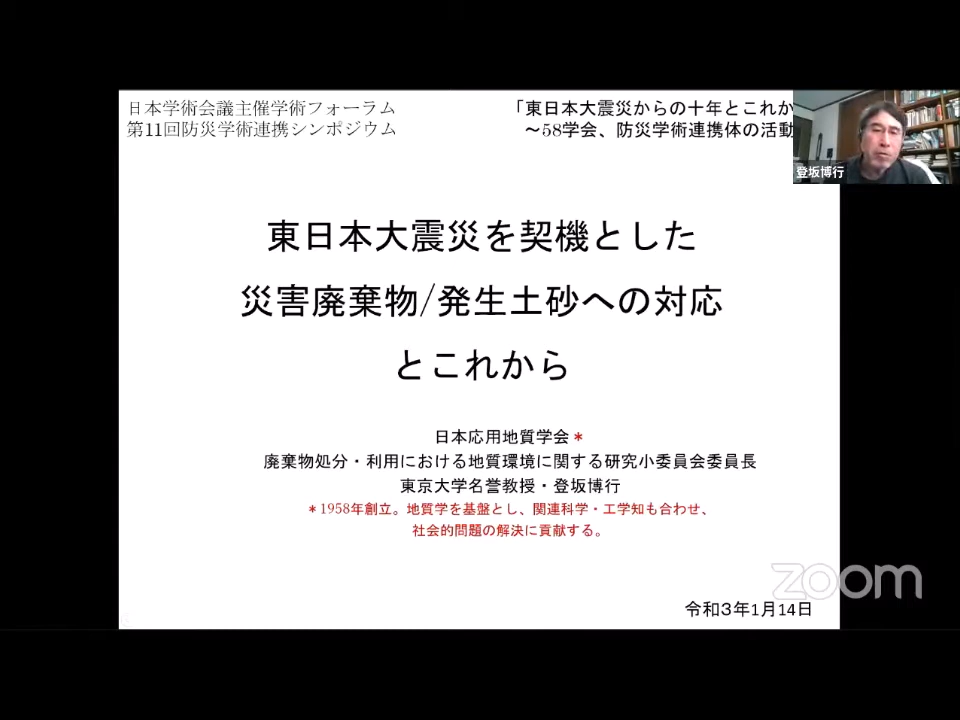 日本学術会議主催学術フォーラム
第11回防災学術連携シンポジウム
「東日本大震災からの十年とこれか
～58学会、防災学術連携体の活動
登坂博行
東日本大震災を契機とした
災害廃棄物/発生土砂への対応
とこれから
日本応用地質学会＊
廃棄物処分・利用における地質環境に関する研究小委員会委員長
東京大学名誉教授・登坂博行
＊1958年創立。地質学を基盤とし、関連科学・工学知も合わせ、
社会的問題の解決に貢献する。
zoom
令和３年1月14日